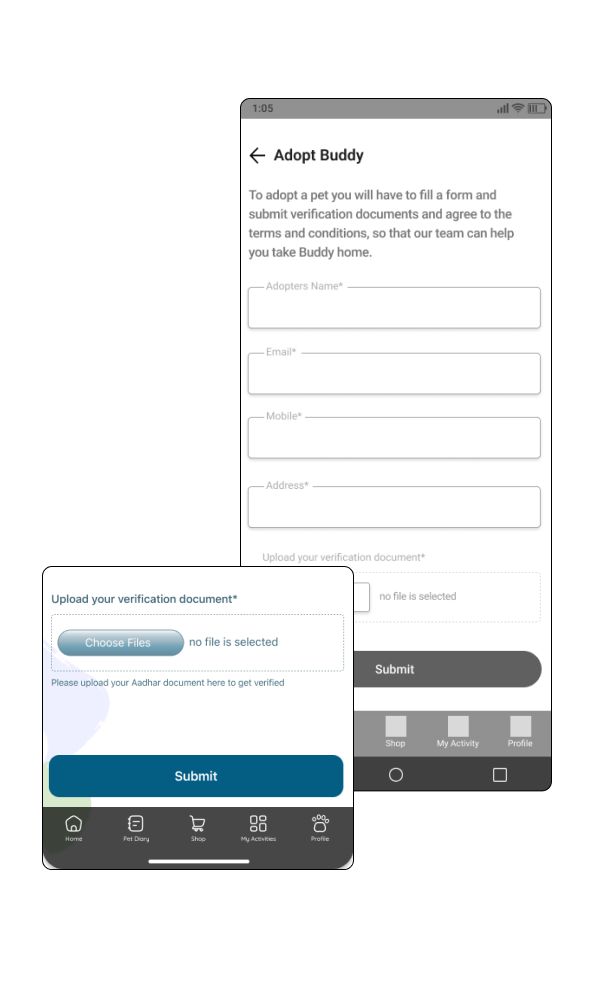 1:05
Adopt Buddy
To adopt a pet you will have to fill a form and
submit verification documents and agree to the
terms and conditions, so that our team can help
you take Buddy home.
Adopters Name*
Email*
Mobile*
Address*
Upload your verification document*
no file is selected
Submit
Shop
My Activity
Profile
Upload your verification document*
Choose Files
no file is selected
Please upload your Aadhar document here to get verified
Submit
Home
Pet Diary
Shop
My Activities
Profile